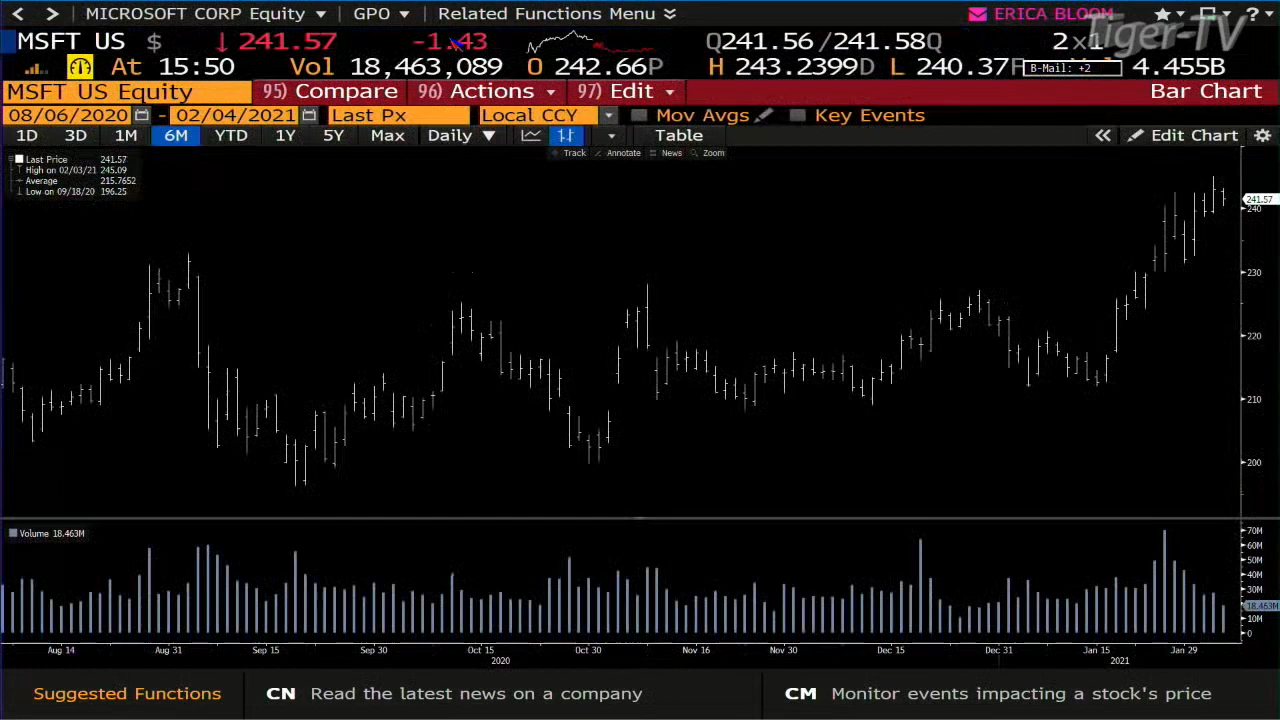 MICROSOFT CORP Equity GPO Related Functions Menu ERICA BLOOM ?
Tiger-TV
MSFT US $ ↓ 241.57 -1.43 Q241.56 /241.58Q 2 x1
B-Mail: +2
At 15:50 Vol 18,463,089 O 242.66P H 243.2399D L 240.37F 4.455B
MSFT US Equity 95) Compare 96) Actions 97) Edit Bar Chart
08/06/2020 - 02/04/2021 Last Px Local CCY Mov Avgs Key Events
1D 3D 1M 6M YTD 1Y 5Y Max Daily ▼ Table « Edit Chart
Track Annotate News Zoom
Last Price 241.57
High on 02/03/21 245.09
Average 215.7652
Low on 09/18/20 196.25
241.57
240
230
220
210
200
Volume 18.463M
70M
60M
50M
40M
30M
18.463M
10M
0
Aug 14 Aug 31 Sep 15 Sep 30 Oct 15 Oct 30 Nov 16 Nov 30 Dec 15 Dec 31 Jan 15 Jan 29
2020 2021
Suggested Functions CN Read the latest news on a company CM Monitor events impacting a stock's price